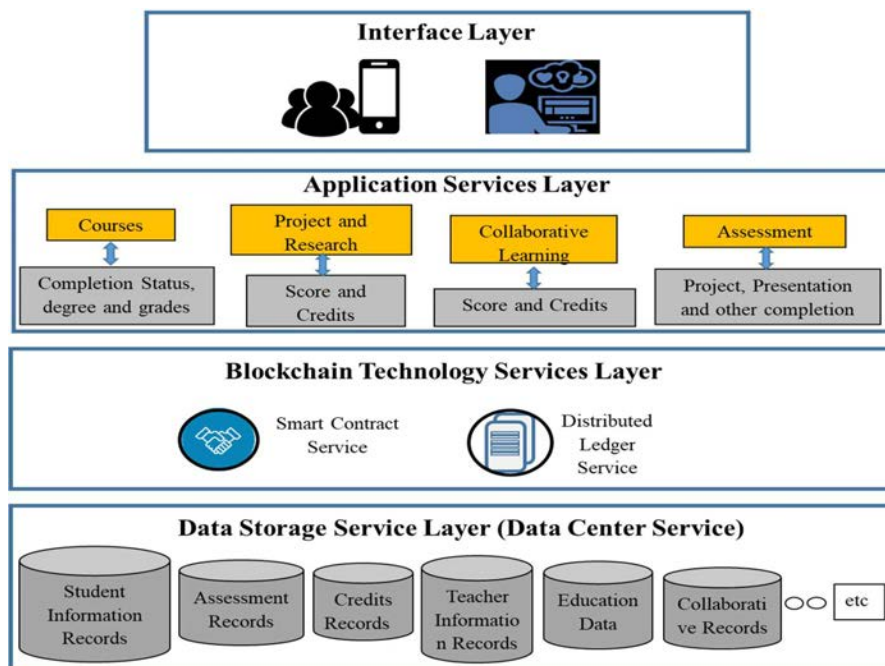 Interface Layer
Application Services Layer
Courses
Completion Status,
degree and grades
Project and
Research
Score and
Credits
Collaborative
Learning
Score and Credits
Assessment
Project, Presentation
and other completion
Blockchain Technology Services Layer
Smart Contract
Service
Distributed
Ledger
Service
Data Storage Service Layer (Data Center Service)
Student
Information
Records
Assessment
Records
Credits
Records
Teacher
Informatio
n Records
Education
Data
Collaborati
ve Records
etc